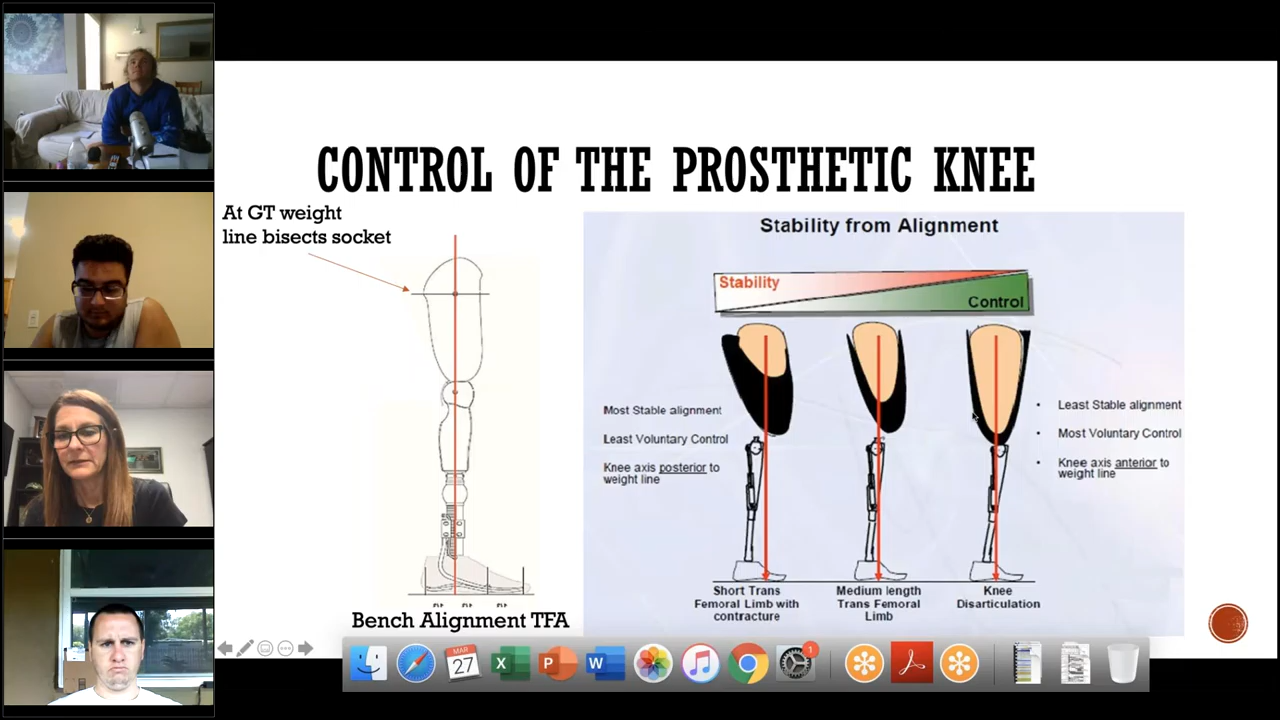 CONTROL OF THE PROSTHETIC KNEE
At GT weight
line bisects socket
Bench Alignment TFA
Stability from Alignment
Stability
Control
Most Stable alignment
Least Voluntary Control
Knee axis posterior to
weight line
• Least Stable alignment
• Most Voluntary Control
• Knee axis anterior to
weight line
Short Trans
Femoral Limb with
contracture
Medium length
Trans Femoral
Limb
Knee
Disarticulation
MAR
27
X
P
W
1